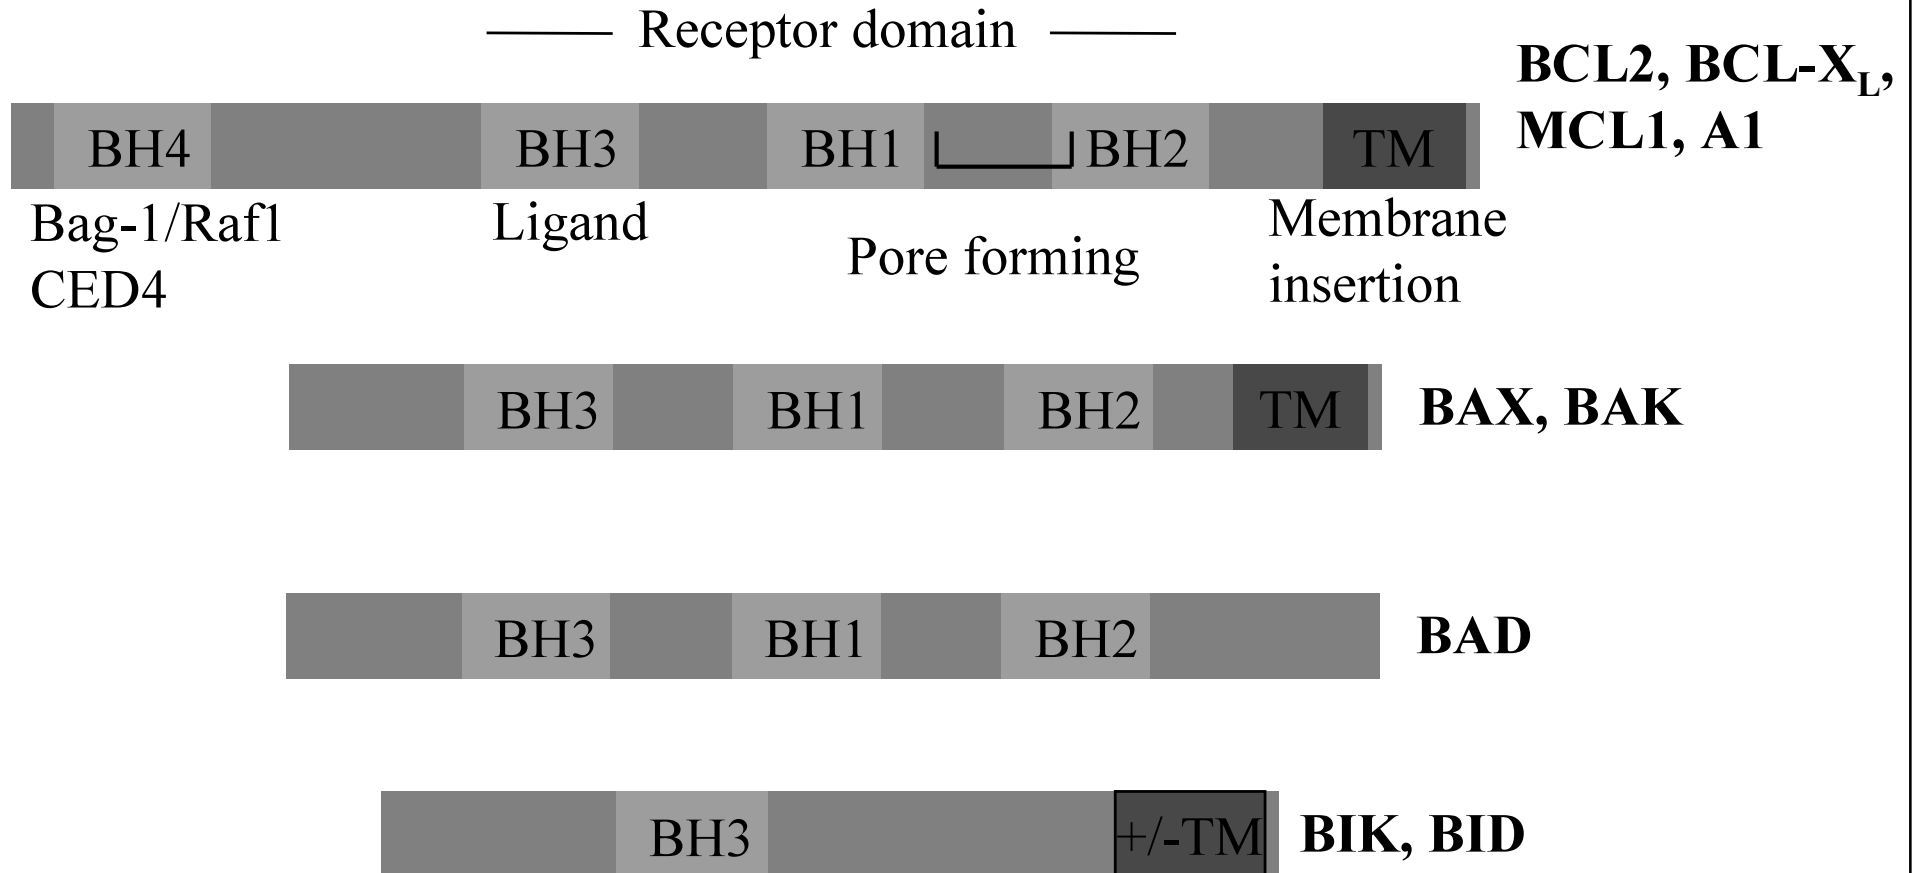 Receptor domain
BCL2, BCL-XL,
MCL1, A1
BH4 BH3 BH1 BH2 TM
Bag-1/Raf1
CED4
Ligand
Pore forming
Membrane
insertion
BH3 BH1 BH2 TM
BAX, BAK
BH3 BH1 BH2
BAD
BH3 +/-TM
BIK, BID